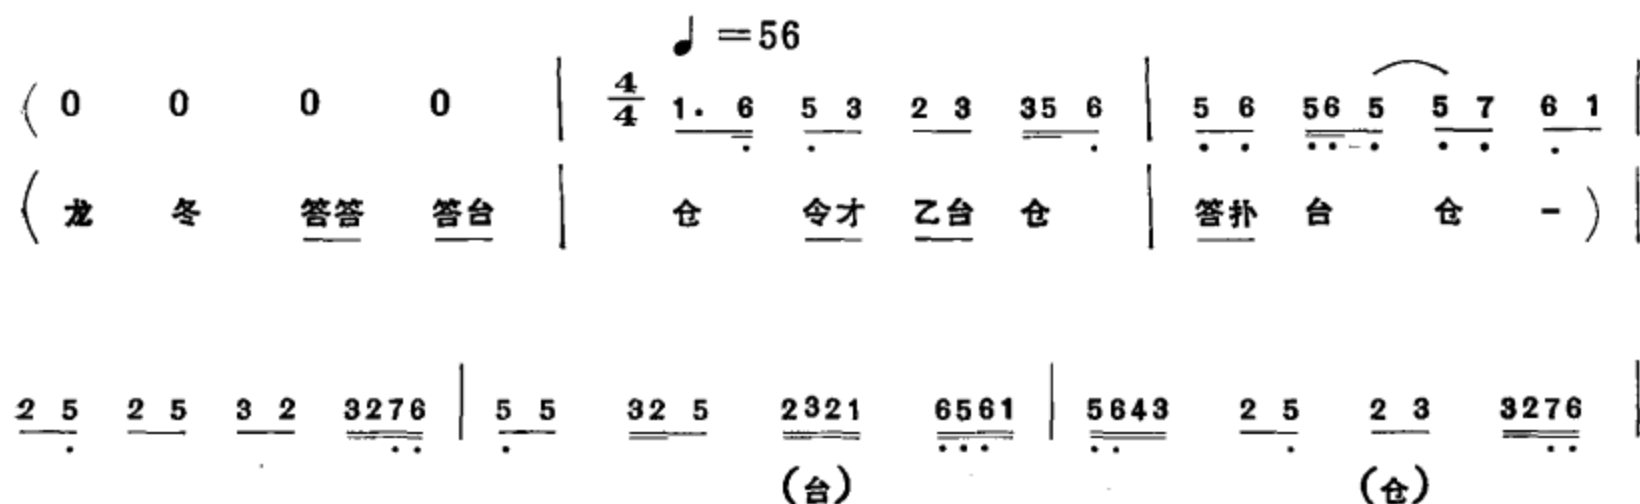 ♩=56
( 0 0 0 0 | 4/4 1· 6 5 3 2 3 35 6 | 5 6 56 5 5 7 6 1 |
( 龙 冬 答答 答台 | 仓 令才 乙台 仓 | 答扑 台 仓 - ) |
2 5 2 5 3 2 3276 | 5 5 32 5 2321 6561 | 5643 2 5 2 3 3276 |
(台) (仓)